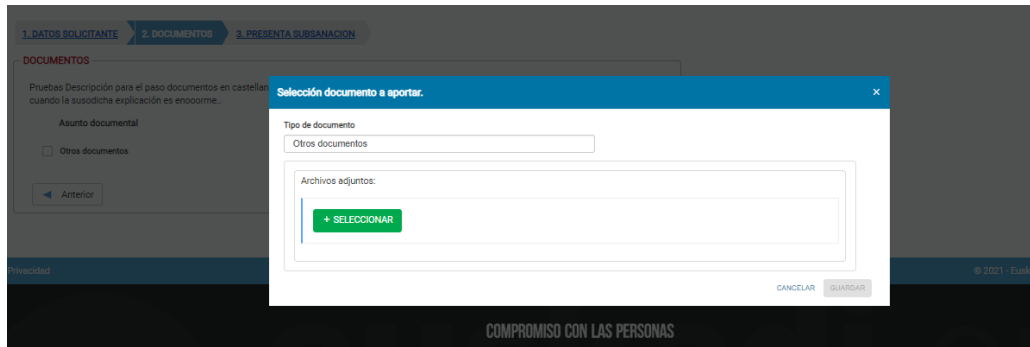 1. DATOS SOLICITANTE
2. DOCUMENTOS
3. PRESENTA SUBSANACION
DOCUMENTOS
Pruebas Descripción para el paso documentos en castellan
cuando la susodicha explicación es enooorme..
Asunto documental
Otros documentos
Anterior
Selección documento a aportar.
×
Tipo de documento
Otros documentos
Archivos adjuntos:
+ SELECCIONAR
CANCELAR
GUARDAR
Privacidad
© 2021 - Eusk
COMPROMISO CON LAS PERSONAS